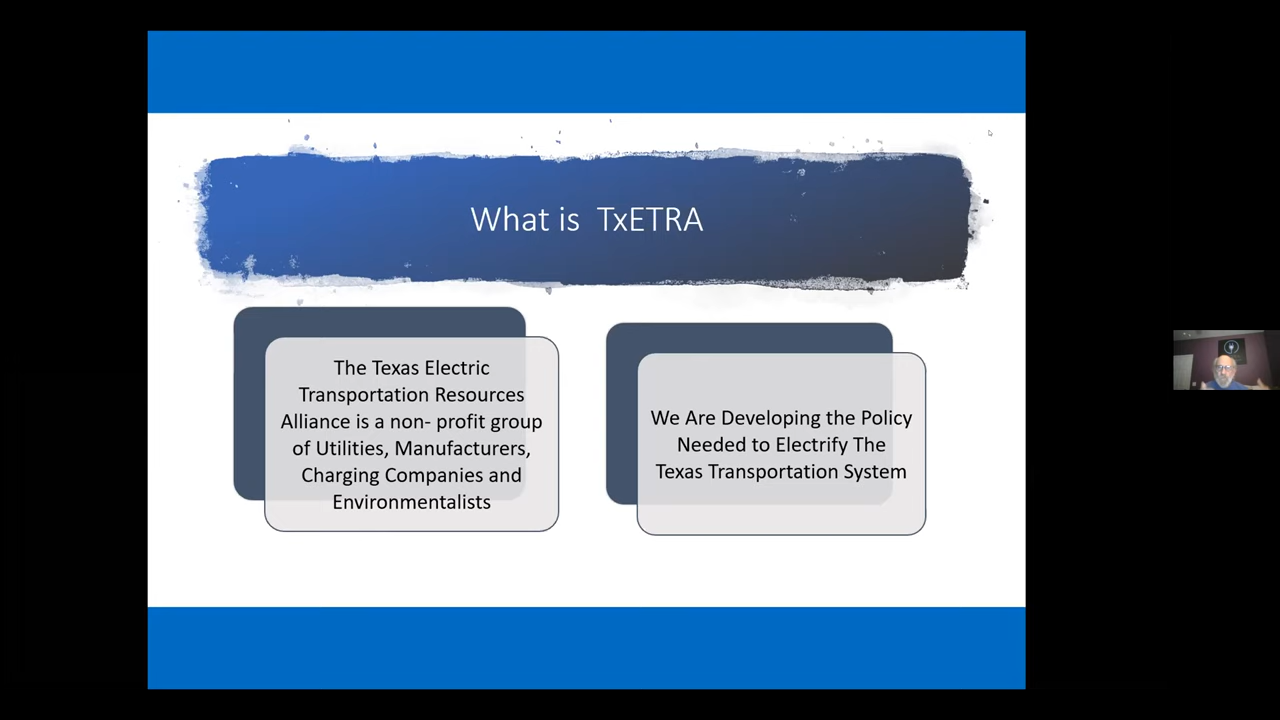 What is  TxETRA
The Texas Electric
Transportation Resources
Alliance is a non- profit group
of Utilities, Manufacturers,
Charging Companies and
Environmentalists
We Are Developing the Policy
Needed to Electrify The
Texas Transportation System